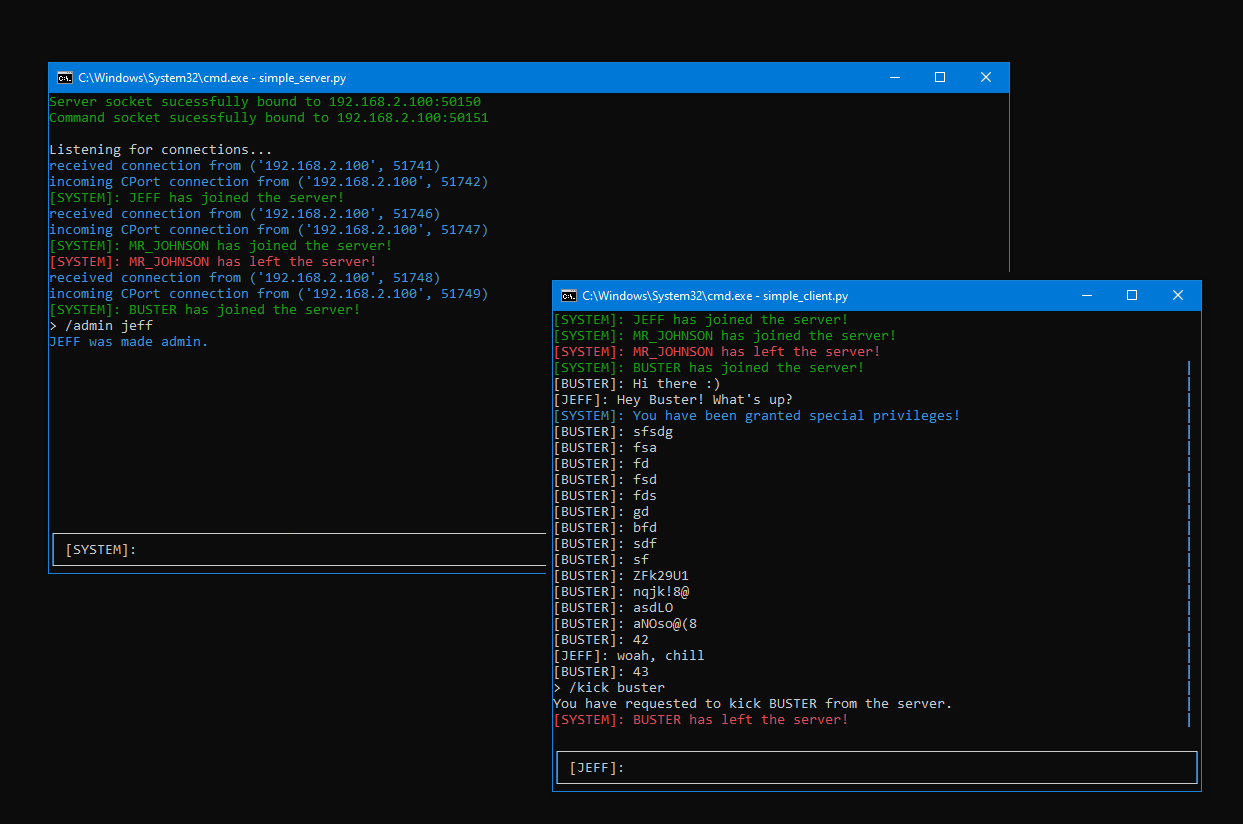 C:\Windows\System32\cmd.exe - simple_server.py
Server socket sucessfully bound to 192.168.2.100:50150
Command socket sucessfully bound to 192.168.2.100:50151
Listening for connections...
received connection from ('192.168.2.100', 51741)
incoming CPort connection from ('192.168.2.100', 51742)
[SYSTEM]: JEFF has joined the server!
received connection from ('192.168.2.100', 51746)
incoming CPort connection from ('192.168.2.100', 51747)
[SYSTEM]: MR_JOHNSON has joined the server!
[SYSTEM]: MR_JOHNSON has left the server!
received connection from ('192.168.2.100', 51748)
incoming CPort connection from ('192.168.2.100', 51749)
[SYSTEM]: BUSTER has joined the server!
> /admin jeff
JEFF was made admin.
[SYSTEM]:
C:\Windows\System32\cmd.exe - simple_client.py
[SYSTEM]: JEFF has joined the server!
[SYSTEM]: MR_JOHNSON has joined the server!
[SYSTEM]: MR_JOHNSON has left the server!
[SYSTEM]: BUSTER has joined the server!
[BUSTER]: Hi there :)
[JEFF]: Hey Buster! What's up?
[SYSTEM]: You have been granted special privileges!
[BUSTER]: sfsdg
[BUSTER]: fsa
[BUSTER]: fd
[BUSTER]: fsd
[BUSTER]: fds
[BUSTER]: gd
[BUSTER]: bfd
[BUSTER]: sdf
[BUSTER]: sf
[BUSTER]: ZFk29U1
[BUSTER]: nqjk!8@
[BUSTER]: asdLO
[BUSTER]: aNOso@(8
[BUSTER]: 42
[JEFF]: woah, chill
[BUSTER]: 43
> /kick buster
You have requested to kick BUSTER from the server.
[SYSTEM]: BUSTER has left the server!
[JEFF]: